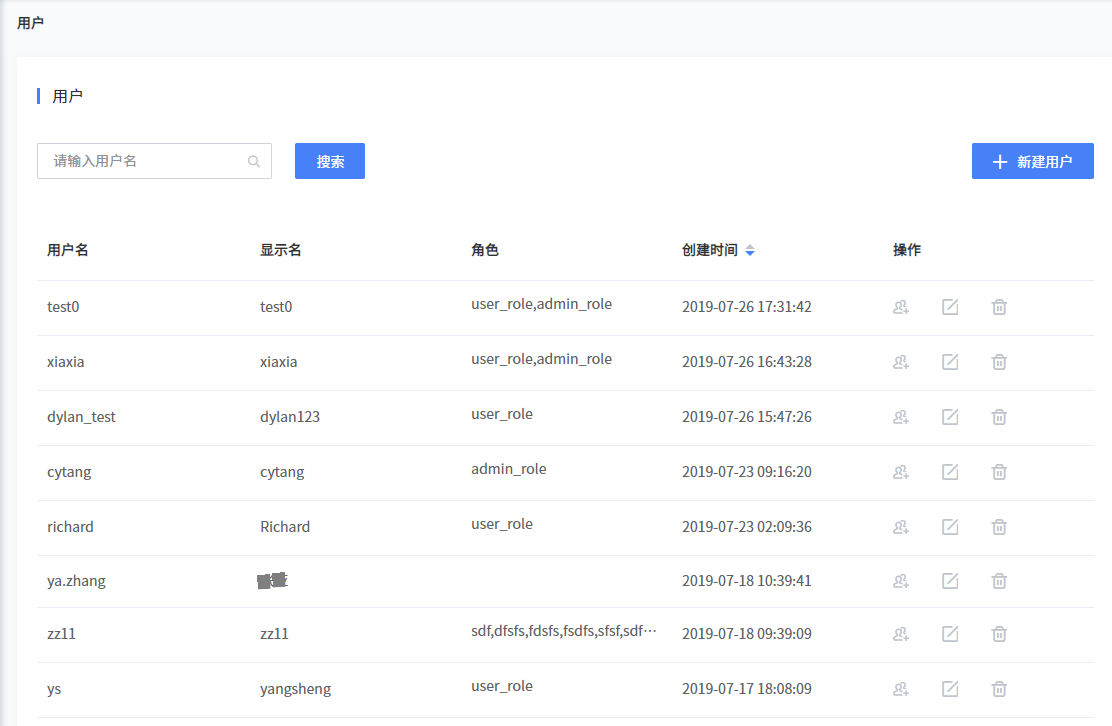 用户
用户
请输入用户名
搜索
新建用户
用户名 显示名 角色 创建时间 操作
test0 test0 user_role,admin_role 2019-07-26 17:31:42
xiaxia xiaxia user_role,admin_role 2019-07-26 16:43:28
dylan_test dylan123 user_role 2019-07-26 15:47:26
cytang cytang admin_role 2019-07-23 09:16:20
richard Richard user_role 2019-07-23 02:09:36
ya.zhang 2019-07-18 10:39:41
zz11 zz11 sdf,dfsfs,fdsfs,fsdfs,sfsf,sdf… 2019-07-18 09:39:09
ys yangsheng user_role 2019-07-17 18:08:09